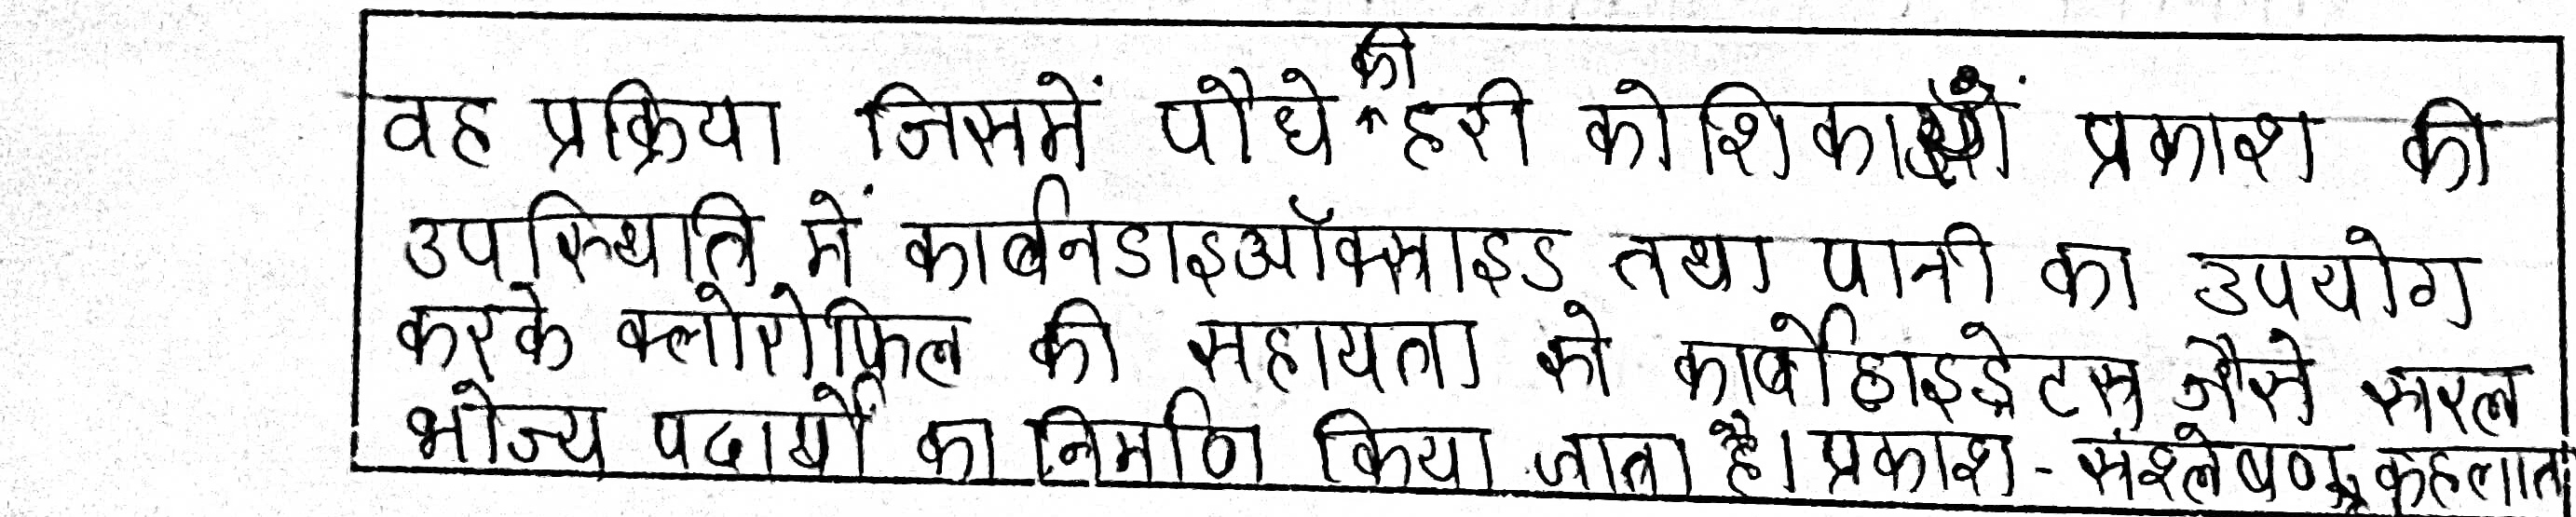 वह प्रक्रिया जिसमें पौधे की हरी कोशिकाओं प्रकाश की
उपस्थिति में कार्बनडाइऑक्साइड तथा पानी का उपयोग
करके क्लोरोफिल की सहायता से कार्बोहाइड्रेटस जैसे सरल
भोज्य पदार्थों का निर्माण किया जाता है। प्रकाश-संश्लेषण कहलाता